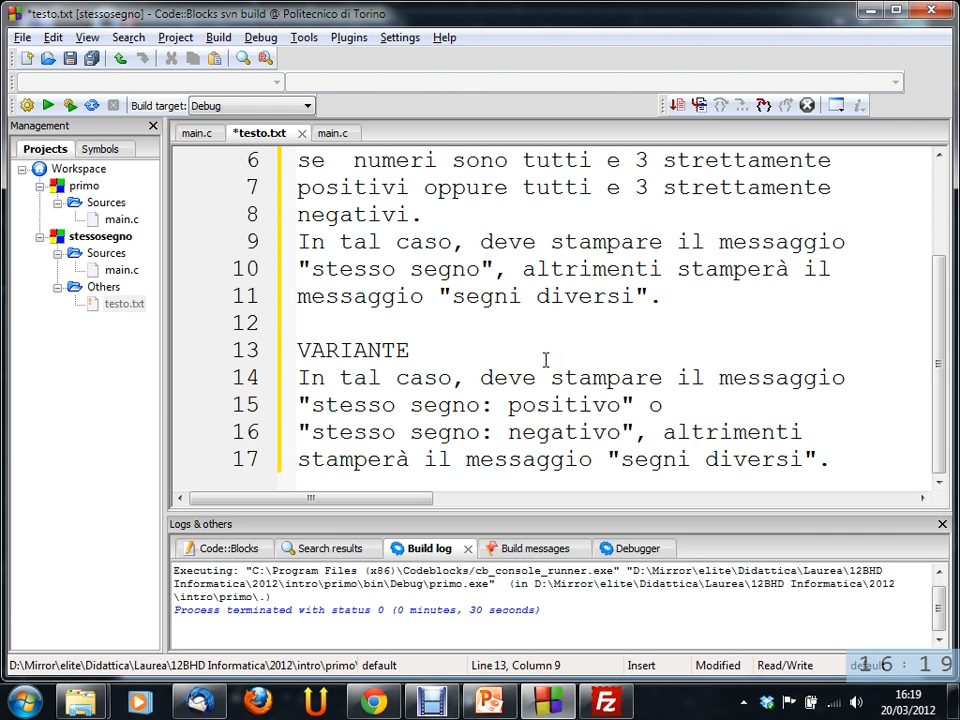 *testo.txt [stessosegno] - Code::Blocks svn build @ Politecnico di Torino
File Edit View Search Project Build Debug Tools Plugins Settings Help
Build target: Debug
Management
Projects Symbols
Workspace
primo
Sources
main.c
stessosegno
Sources
main.c
Others
testo.txt
main.c *testo.txt main.c
6 se  numeri sono tutti e 3 strettamente
7 positivi oppure tutti e 3 strettamente
8 negativi.
9 In tal caso, deve stampare il messaggio
10 "stesso segno", altrimenti stamperà il
11 messaggio "segni diversi".
12
13 VARIANTE
14 In tal caso, deve stampare il messaggio
15 "stesso segno: positivo" o
16 "stesso segno: negativo", altrimenti
17 stamperà il messaggio "segni diversi".
Logs & others
Code::Blocks Search results Build log Build messages Debugger
Executing: "C:\Program Files (x86)\Codeblocks/cb_console_runner.exe" "D:\Mirror\elite\Didattica\Laurea\12BHD
Informatica\2012\intro\primo\bin\Debug\primo.exe"  (in D:\Mirror\elite\Didattica\Laurea\12BHD Informatica\2012
\intro\primo\.)
Process terminated with status 0 (0 minutes, 30 seconds)
D:\Mirror\elite\Didattica\Laurea\12BHD Informatica\2012\intro\primo\ default Line 13, Column 9 Insert Modified Read/Write default
16:19
16:19
20/03/2012